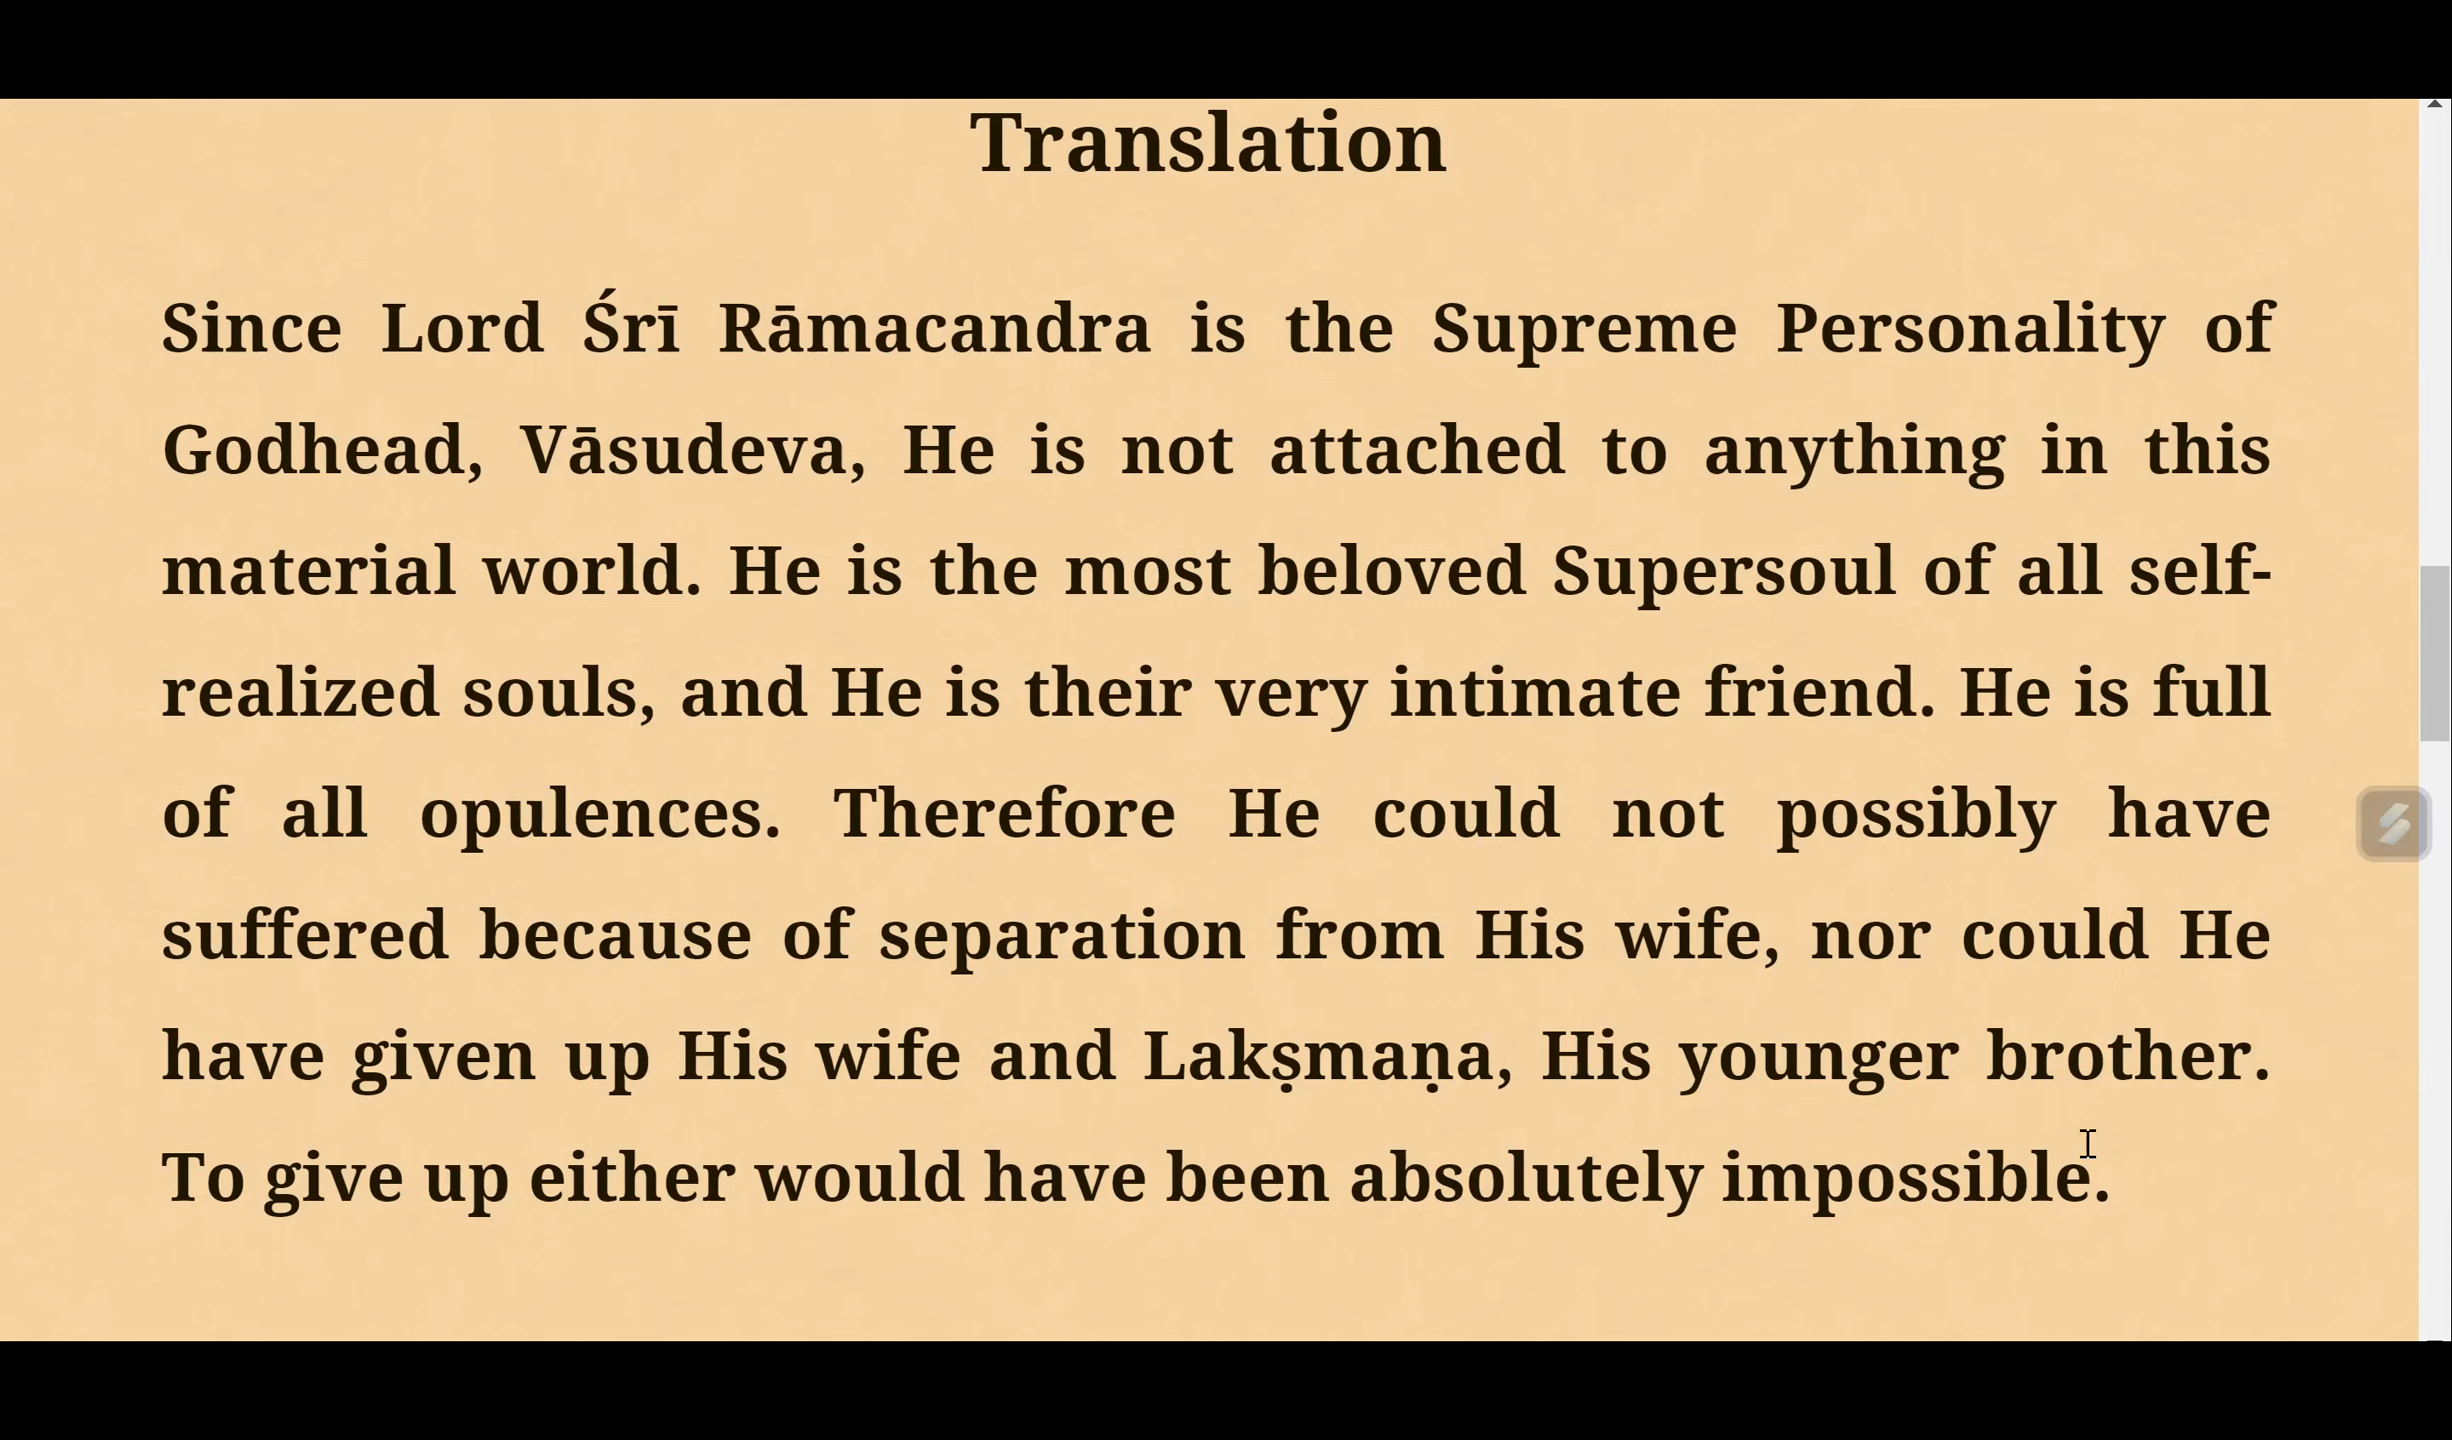 Translation
Since Lord Śrī Rāmacandra is the Supreme Personality of
Godhead, Vāsudeva, He is not attached to anything in this
material world. He is the most beloved Supersoul of all self-
realized souls, and He is their very intimate friend. He is full
of all opulences. Therefore He could not possibly have
suffered because of separation from His wife, nor could He
have given up His wife and Lakṣmaṇa, His younger brother.
To give up either would have been absolutely impossible.